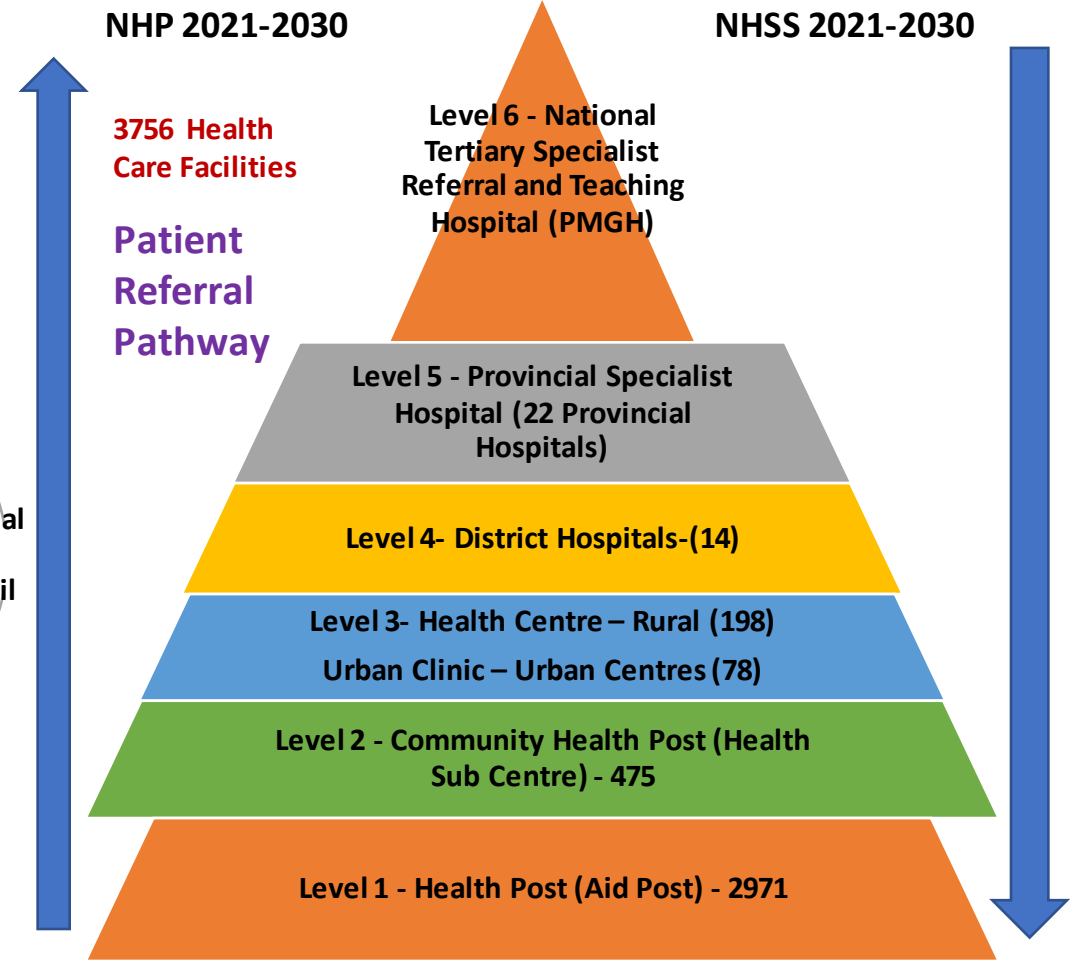 NHP 2021-2030
NHSS 2021-2030
3756 Health
Care Facilities
Patient
Referral
Pathway
Level 6 - National
Tertiary Specialist
Referral and Teaching
Hospital (PMGH)
Level 5 - Provincial Specialist
Hospital (22 Provincial
Hospitals)
al
il
Level 4- District Hospitals-(14)
Level 3- Health Centre – Rural (198)
Urban Clinic – Urban Centres (78)
Level 2 - Community Health Post (Health
Sub Centre) - 475
Level 1 - Health Post (Aid Post) - 2971